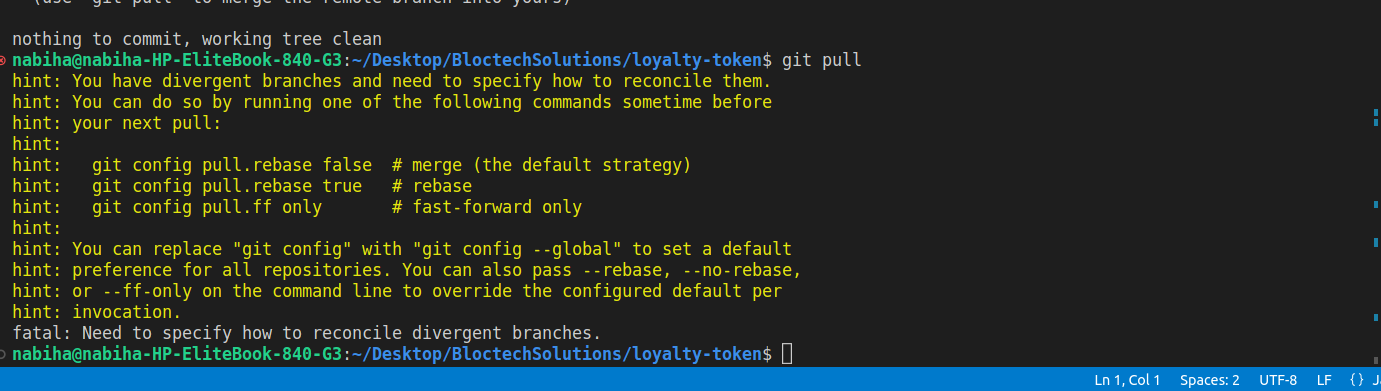 (use "git pull" to merge the remote branch into yours)
nothing to commit, working tree clean
nabiha@nabiha-HP-EliteBook-840-G3:~/Desktop/BloctechSolutions/loyalty-token$ git pull
hint: You have divergent branches and need to specify how to reconcile them.
hint: You can do so by running one of the following commands sometime before
hint: your next pull:
hint:
hint:   git config pull.rebase false  # merge (the default strategy)
hint:   git config pull.rebase true   # rebase
hint:   git config pull.ff only       # fast-forward only
hint:
hint: You can replace "git config" with "git config --global" to set a default
hint: preference for all repositories. You can also pass --rebase, --no-rebase,
hint: or --ff-only on the command line to override the configured default per
hint: invocation.
fatal: Need to specify how to reconcile divergent branches.
nabiha@nabiha-HP-EliteBook-840-G3:~/Desktop/BloctechSolutions/loyalty-token$
Ln 1, Col 1 Spaces: 2 UTF-8 LF {} J